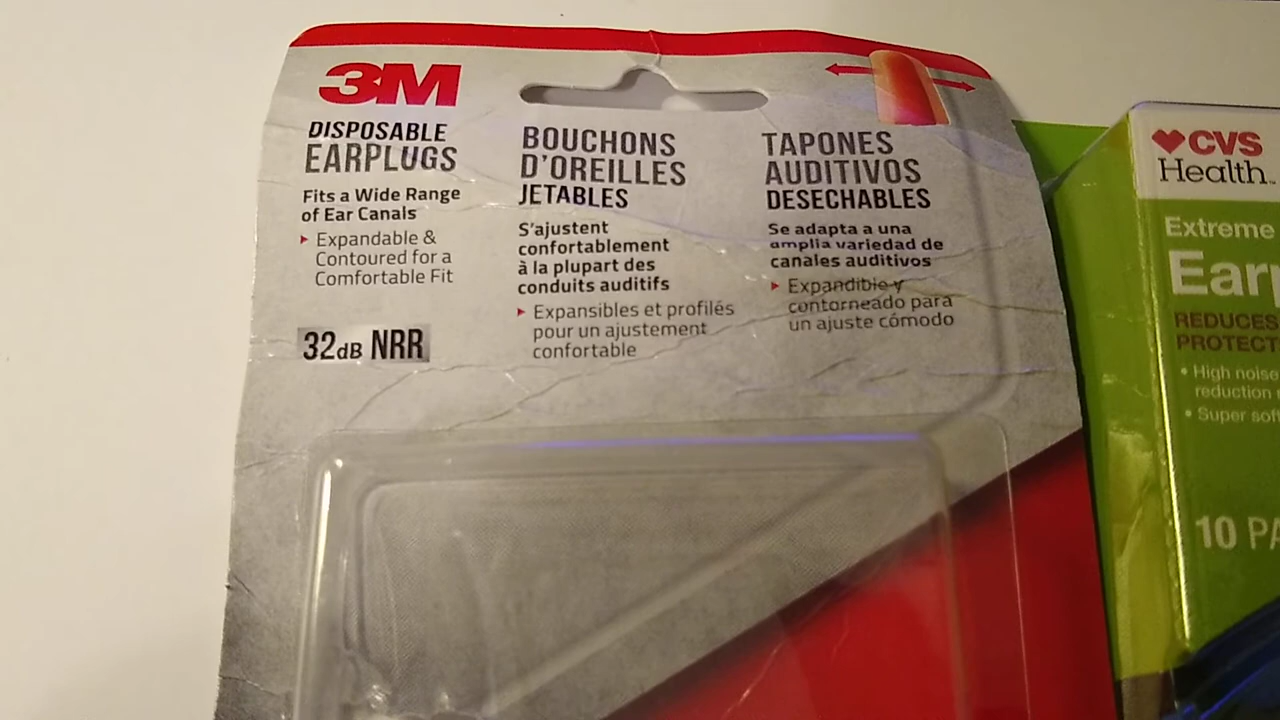 3M
DISPOSABLE
EARPLUGS
Fits a Wide Range
of Ear Canals
Expandable &
Contoured for a
Comfortable Fit
32dB NRR
BOUCHONS
D'OREILLES
JETABLES
S'ajustent
confortablement
à la plupart des
conduits auditifs
Expansibles et profilés
pour un ajustement
confortable
TAPONES
AUDITIVOS
DESECHABLES
Se adapta a una
amplia variedad de
canales auditivos
Expandible y
contorneado para
un ajuste cómodo
CVS
Health
Extreme
REDUCES
PROTECT
• High noise
reduction
• Super soft
10